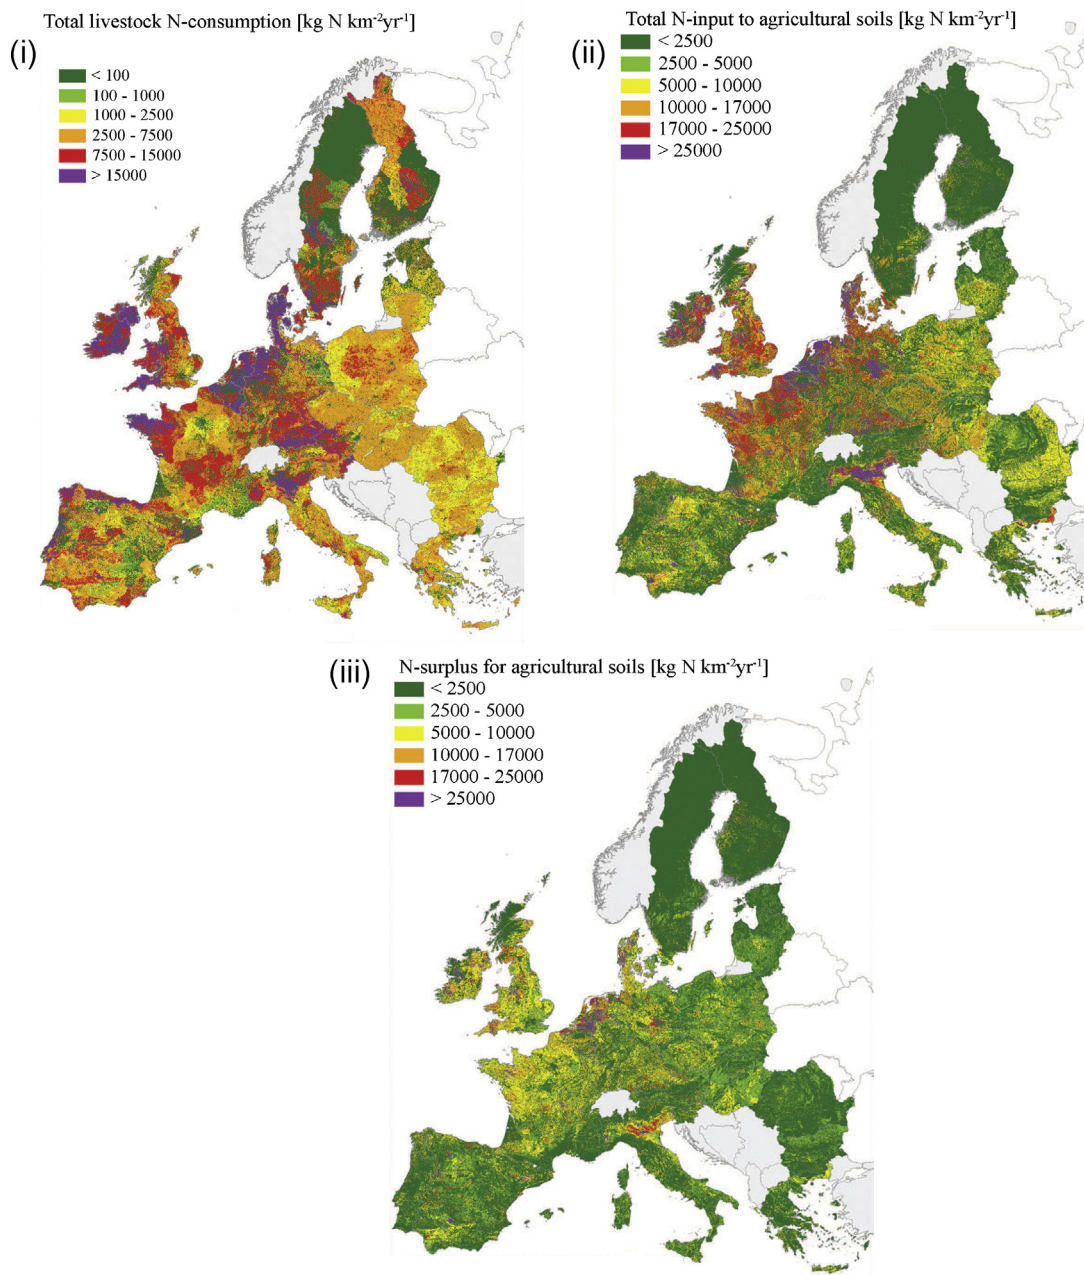 Total livestock N-consumption [kg N km⁻²yr⁻¹]
(i)
< 100
100 - 1000
1000 - 2500
2500 - 7500
7500 - 15000
> 15000
Total N-input to agricultural soils [kg N km⁻²yr⁻¹]
(ii)
< 2500
2500 - 5000
5000 - 10000
10000 - 17000
17000 - 25000
> 25000
(iii)
N-surplus for agricultural soils [kg N km⁻²yr⁻¹]
< 2500
2500 - 5000
5000 - 10000
10000 - 17000
17000 - 25000
> 25000